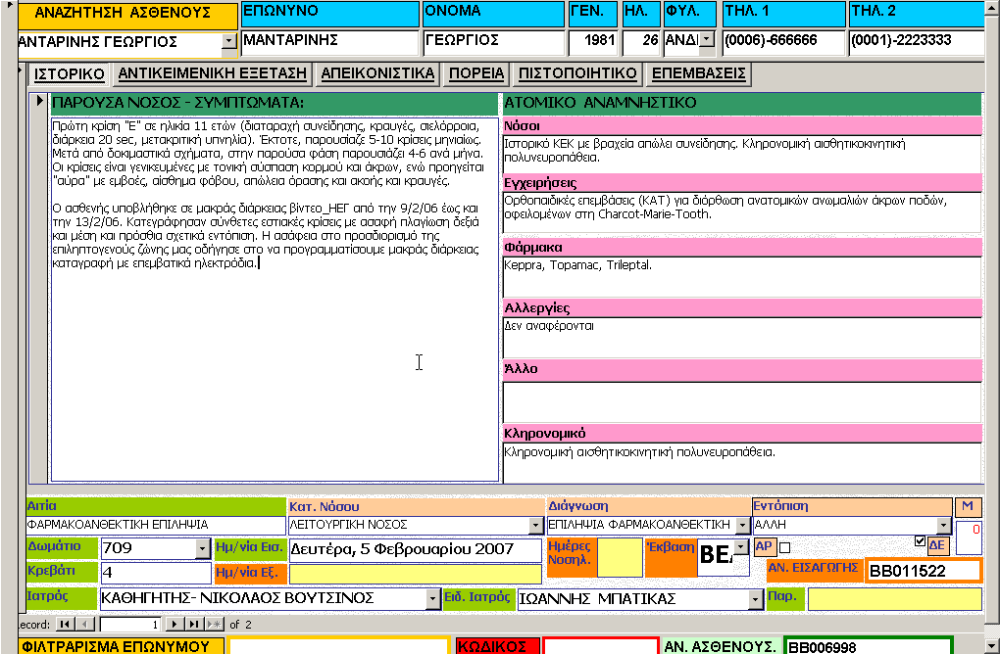 ΑΝΑΖΗΤΗΣΗ ΑΣΘΕΝΟΥΣ ΕΠΩΝΥΝΟ ΟΝΟΜΑ ΓΕΝ. ΗΛ. ΦΥΛ. ΤΗΛ. 1 ΤΗΛ. 2
ΑΝΤΑΡΙΝΗΣ ΓΕΩΡΓΙΟΣ ΜΑΝΤΑΡΙΝΗΣ ΓΕΩΡΓΙΟΣ 1981 26 ΑΝΔΙ (0006)-666666 (0001)-2223333
ΙΣΤΟΡΙΚΟ ΑΝΤΙΚΕΙΜΕΝΙΚΗ ΕΞΕΤΑΣΗ ΑΠΕΙΚΟΝΙΣΤΙΚΑ ΠΟΡΕΙΑ ΠΙΣΤΟΠΟΙΗΤΙΚΟ ΕΠΕΜΒΑΣΕΙΣ
ΠΑΡΟΥΣΑ ΝΟΣΟΣ - ΣΥΜΠΤΩΜΑΤΑ:
Πρώτη κρίση "Ε" σε ηλικία 11 ετών (διαταραχή συνείδησης, κραυγές, σιελόρροια,
διάρκεια 20 sec, μετακριτική υπνηλία). Έκτοτε, παρουσίαζε 5-10 κρίσεις μηνιαίως.
Μετά από δοκιμαστικά σχήματα, στην παρούσα φάση παρουσιάζει 4-6 ανά μήνα.
Οι κρίσεις είναι γενικευμένες με τονική σύσπαση κορμού και άκρων, ενώ προηγείται
"αύρα" με εμβοές, αίσθημα φόβου, απώλεια όρασης και ακοής και κραυγές.
Ο ασθενής υποβλήθηκε σε μακράς διάρκειας βίντεο_ΗΕΓ από την 9/2/06 έως και
την 13/2/06. Κατεγράφησαν σύνθετες εστιακές κρίσεις με ασαφή πλαγίωση δεξιά
και μέση και πρόσθια σχετικά εντόπιση. Η ασάφεια στο προσδιορισμό της
επιληπτογενούς ζώνης μας οδήγησε στο να προγραμματίσουμε μακράς διάρκειας
καταγραφή με επεμβατικά ηλεκτρόδια.
ΑΤΟΜΙΚΟ ΑΝΑΜΝΗΣΤΙΚΟ
Νόσοι
Ιστορικό ΚΕΚ με βραχεία απώλει συνείδησης. Κληρονομική αισθητικοκινητική
πολυνευροπάθεια.
Εγχειρήσεις
Ορθοπαιδικές επεμβάσεις (ΚΑΤ) για διόρθωση ανατομικών ανωμαλιών άκρων ποδών,
οφειλομένων στη Charcot-Marie-Tooth.
Φάρμακα
Keppra, Topamac, Trileptal.
Αλλεργίες
Δεν αναφέρονται
Άλλο
Κληρονομικό
Κληρονομική αισθητικοκινητική πολυνευροπάθεια.
Αιτία Κατ. Νόσου Διάγνωση Εντόπιση Μ
ΦΑΡΜΑΚΟΑΝΘΕΚΤΙΚΗ ΕΠΙΛΗΨΙΑ ΛΕΙΤΟΥΡΓΙΚΗ ΝΟΣΟΣ ΕΠΙΛΗΨΙΑ ΦΑΡΜΑΚΟΑΝΘΕΚΤΙΚΗ ΑΛΛΗ 0
Δωμάτιο 709 Ημ/νία Εισ. Δευτέρα, 5 Φεβρουαρίου 2007 Ημέρες Νοσηλ. Έκβαση ΒΕΛ ΑΡ ΔΕ
Κρεβάτι 4 Ημ/νία Εξ. ΑΝ. ΕΙΣΑΓΩΓΗΣ BB011522
Ιατρός ΚΑΘΗΓΗΤΗΣ- ΝΙΚΟΛΑΟΣ ΒΟΥΤΣΙΝΟΣ Ειδ. Ιατρός ΙΩΑΝΝΗΣ ΜΠΑΤΙΚΑΣ Παρ.
ecord: 1 of 2
ΦΙΛΤΡΑΡΙΣΜΑ ΕΠΩΝΥΜΟΥ ΚΩΔΙΚΟΣ ΑΝ. ΑΣΘΕΝΟΥΣ. BB006998